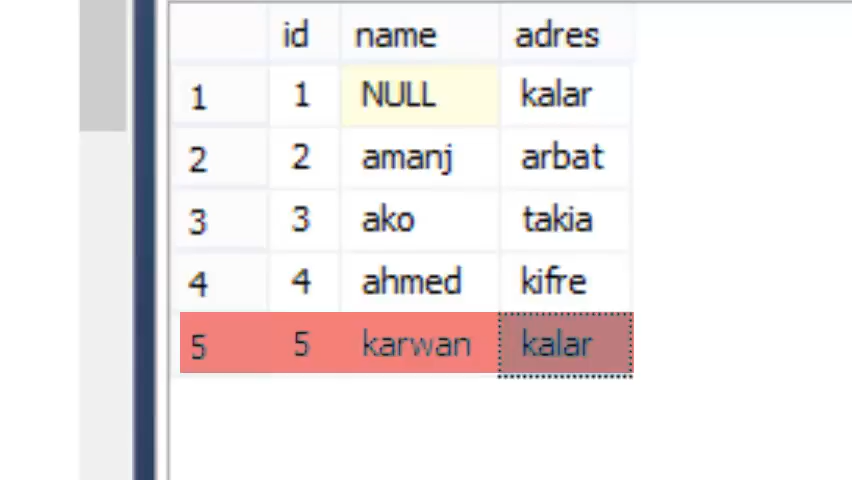 id name adres
1 1 NULL kalar
2 2 amanj arbat
3 3 ako takia
4 4 ahmed kifre
5 5 karwan kalar